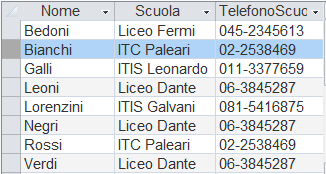 Nome Scuola TelefonoScuo
Bedoni Liceo Fermi 045-2345613
Bianchi ITC Paleari 02-2538469
Galli ITIS Leonardo 011-3377659
Leoni Liceo Dante 06-3845287
Lorenzini ITIS Galvani 081-5416875
Negri Liceo Dante 06-3845287
Rossi ITC Paleari 02-2538469
Verdi Liceo Dante 06-3845287